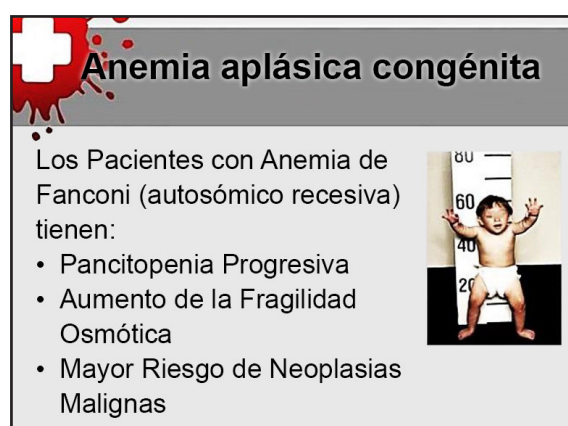 Anemia aplásica congénita
Los Pacientes con Anemia de
Fanconi (autosómico recesiva)
tienen:
• Pancitopenia Progresiva
• Aumento de la Fragilidad
Osmótica
• Mayor Riesgo de Neoplasias
Malignas
80
60
40
20